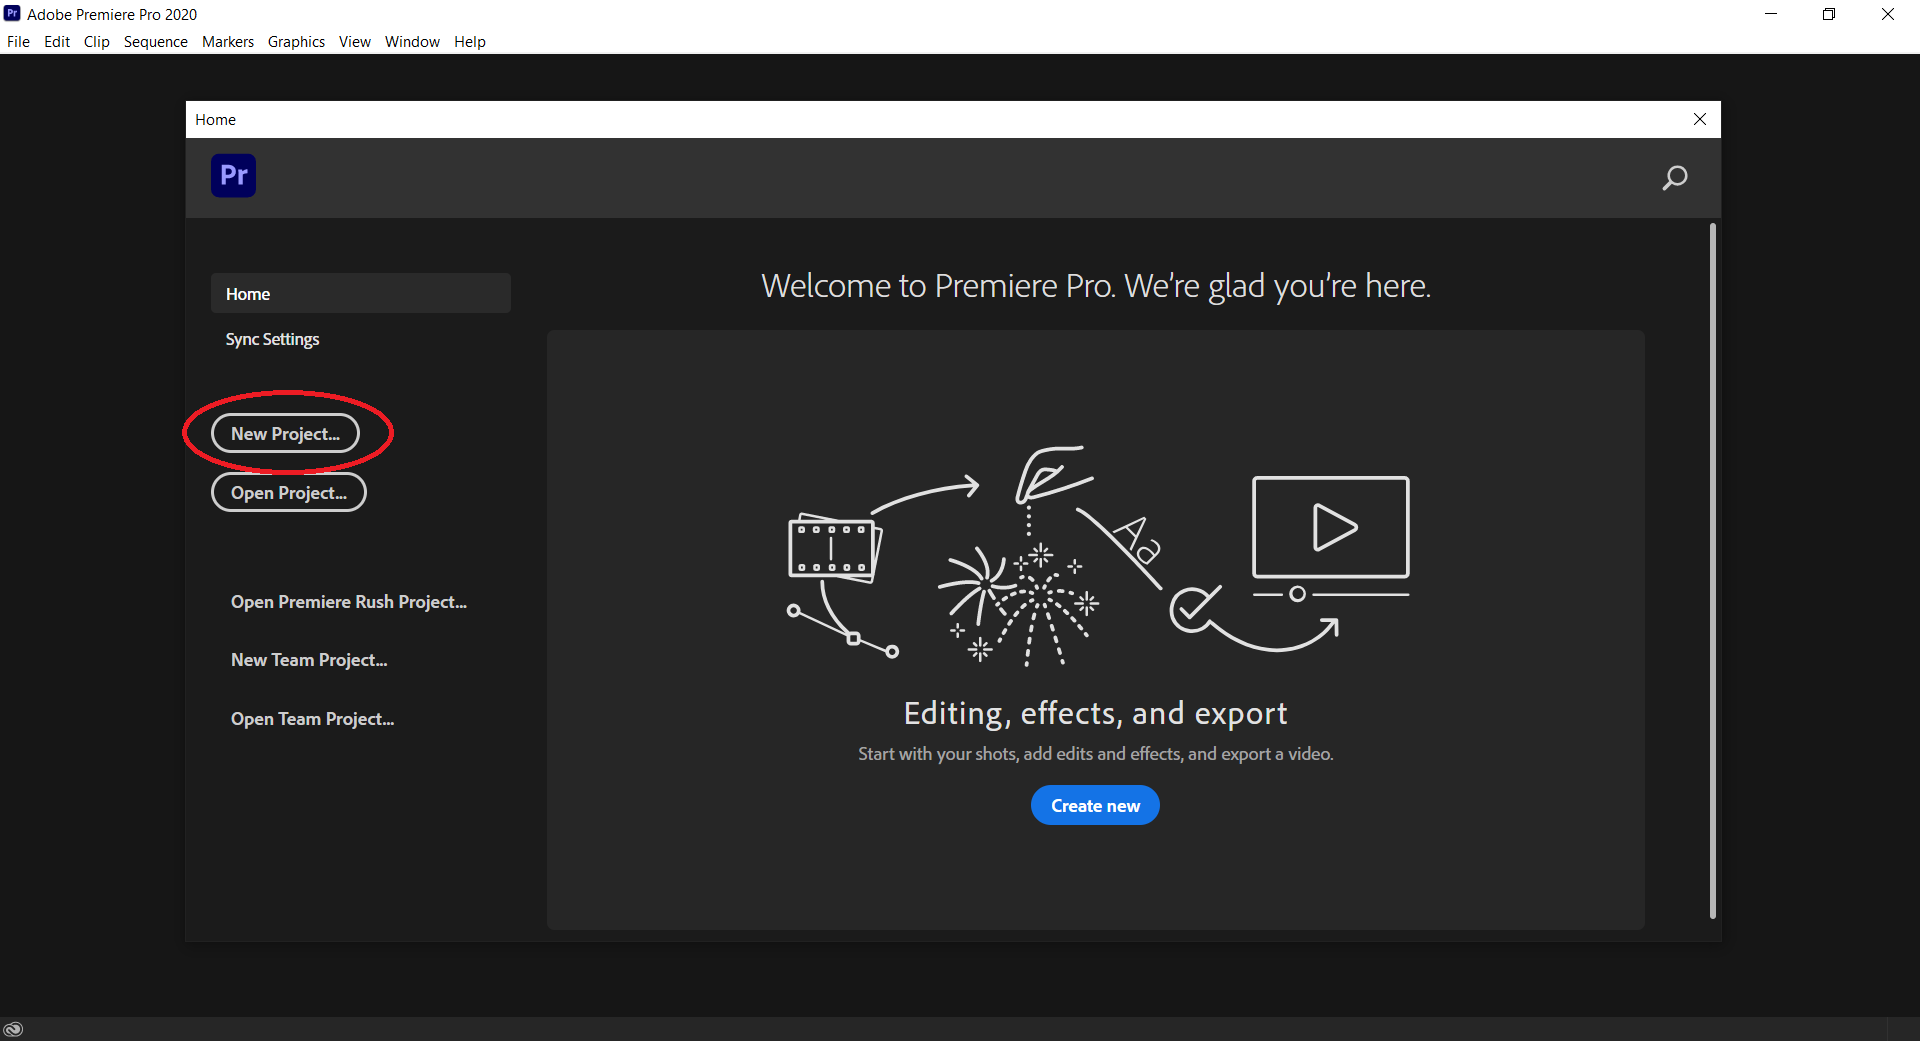 Pr Adobe Premiere Pro 2020
File Edit Clip Sequence Markers Graphics View Window Help
Home
Pr
Home
Sync Settings
New Project...
Open Project...
Open Premiere Rush Project...
New Team Project...
Open Team Project...
Welcome to Premiere Pro. We're glad you're here.
Aa
Editing, effects, and export
Start with your shots, add edits and effects, and export a video.
Create new